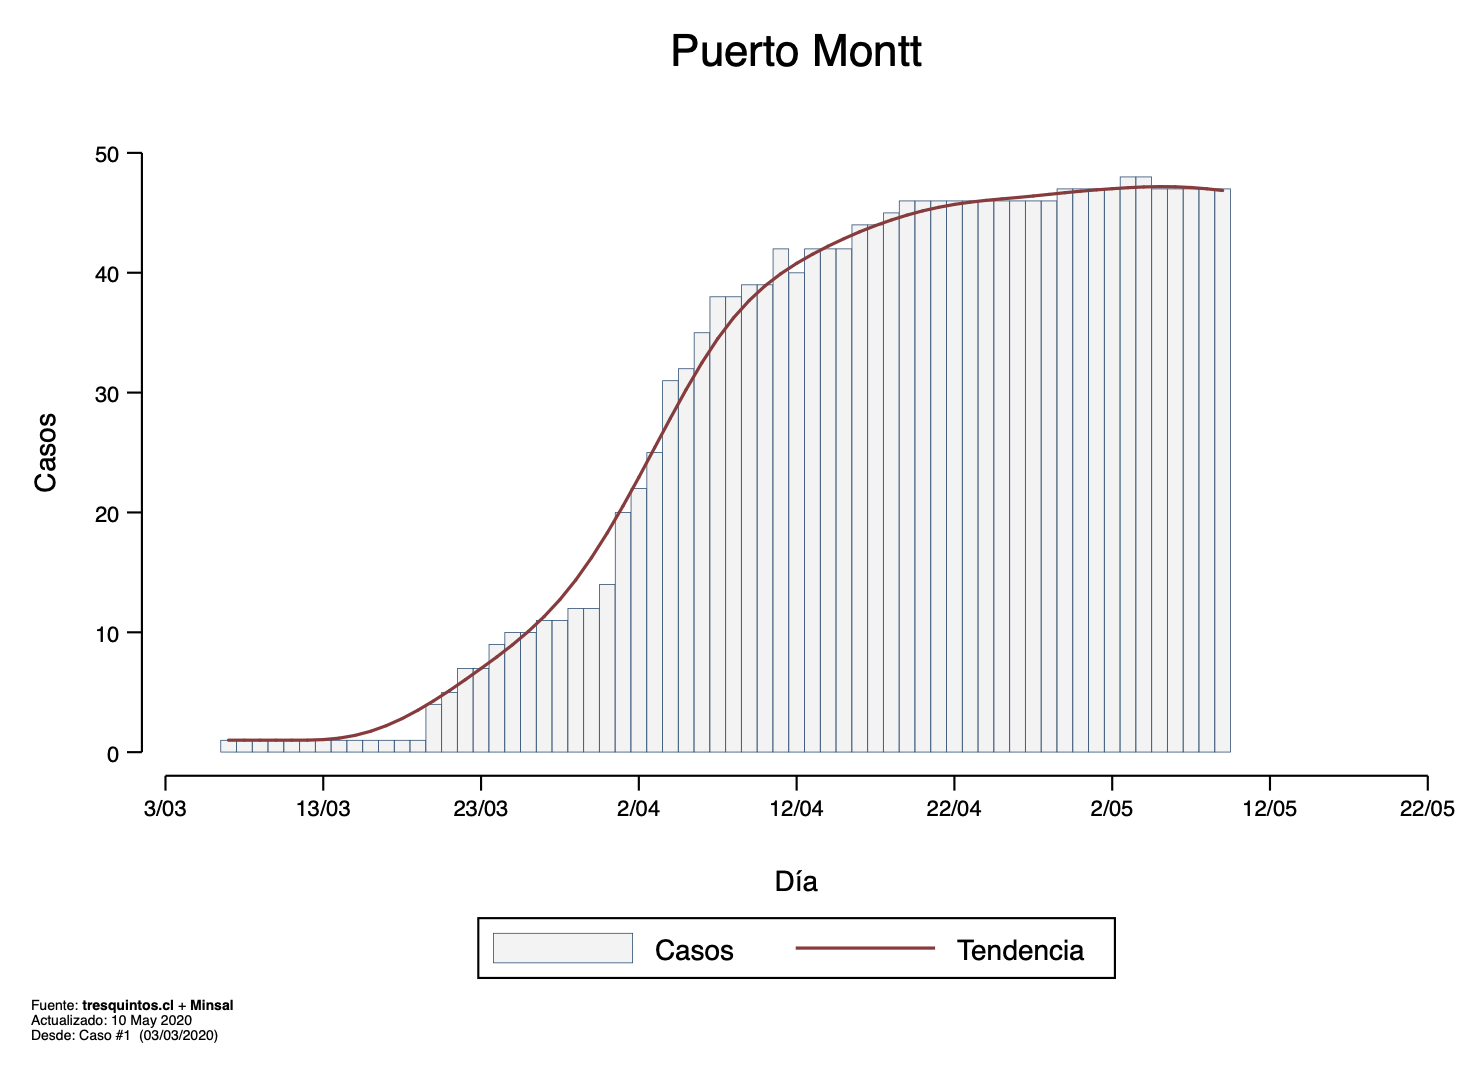 Puerto Montt
50
40
30
20
10
0
Casos
3/03 13/03 23/03 2/04 12/04 22/04 2/05 12/05 22/05
Día
Casos Tendencia
Fuente: tresquintos.cl + Minsal
Actualizado: 10 May 2020
Desde: Caso #1 (03/03/2020)